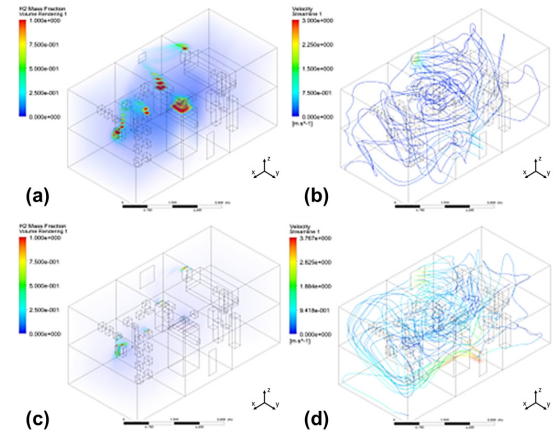 H2 Mass Fraction
Volume Rendering 1
1.000e+000
7.500e-001
5.000e-001
2.500e-001
0.000e+000
(a)
z
x
y
Velocity
Streamline 1
3.000e+000
2.250e+000
1.500e+000
7.500e-001
0.000e+000
[m s^-1]
(b)
z
x
y
H2 Mass Fraction
Volume Rendering 1
1.000e+000
7.500e-001
5.000e-001
2.500e-001
0.000e+000
(c)
z
x
y
Velocity
Streamline 1
3.767e+000
2.825e+000
1.884e+000
9.418e-001
0.000e+000
[m s^-1]
(d)
z
x
y